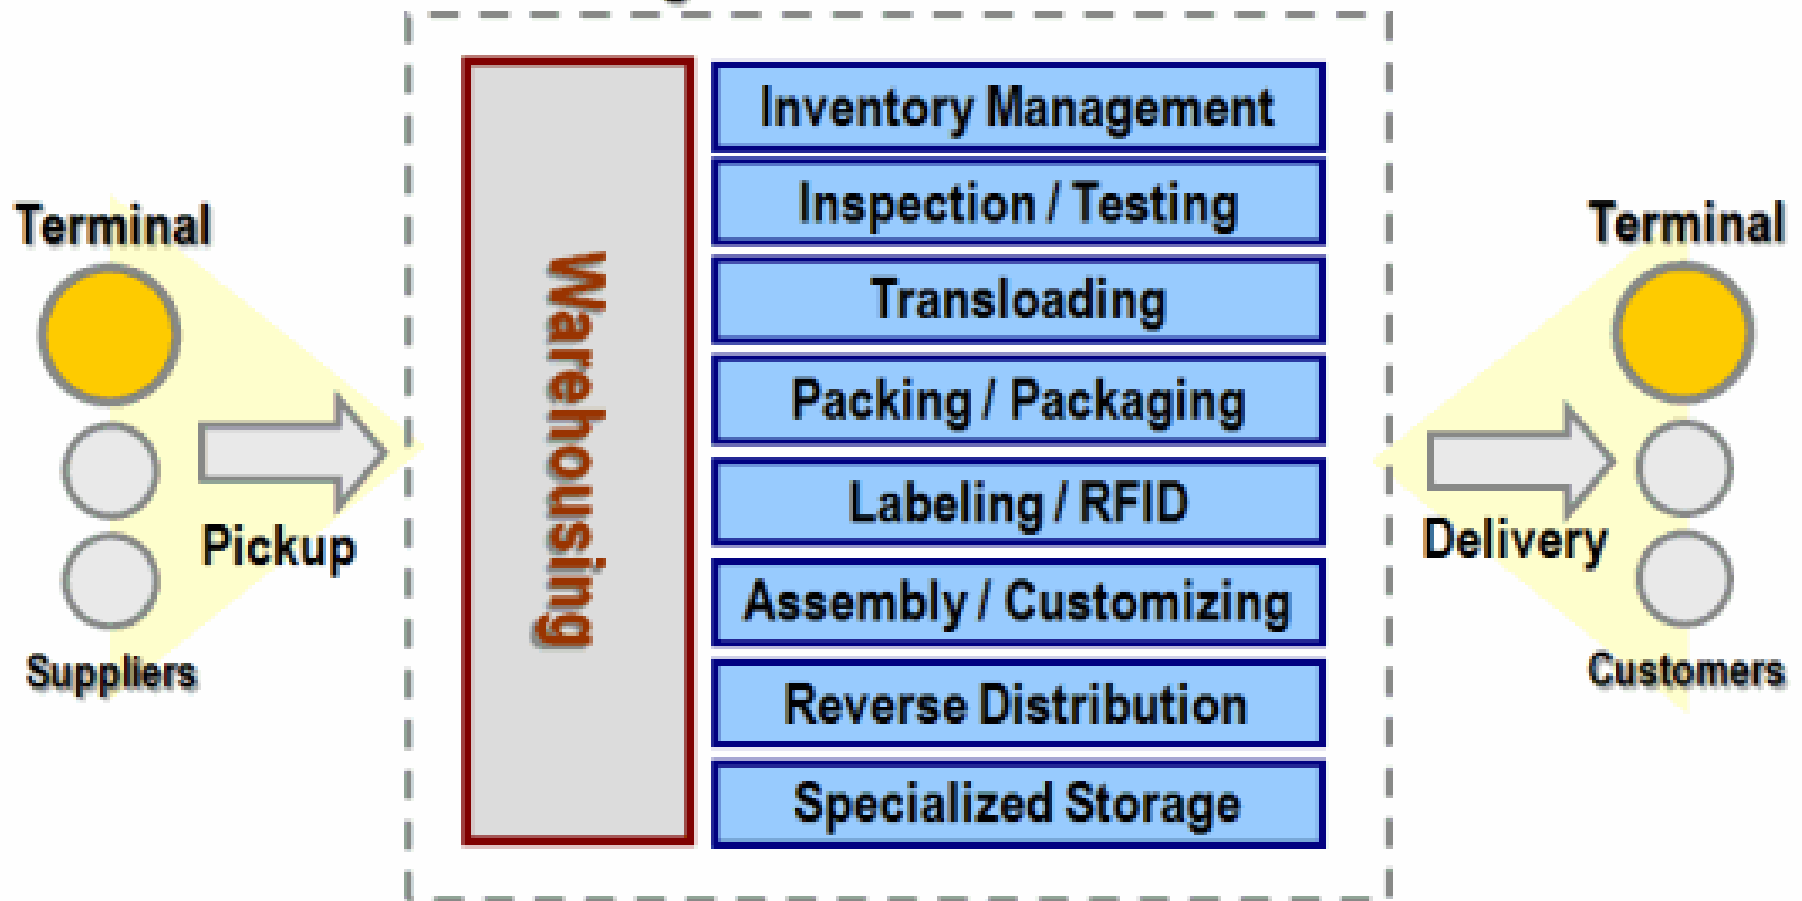 Terminal
Pickup
Suppliers
Warehousing
Inventory Management
Inspection / Testing
Transloading
Packing / Packaging
Labeling / RFID
Assembly / Customizing
Reverse Distribution
Specialized Storage
Terminal
Delivery
Customers